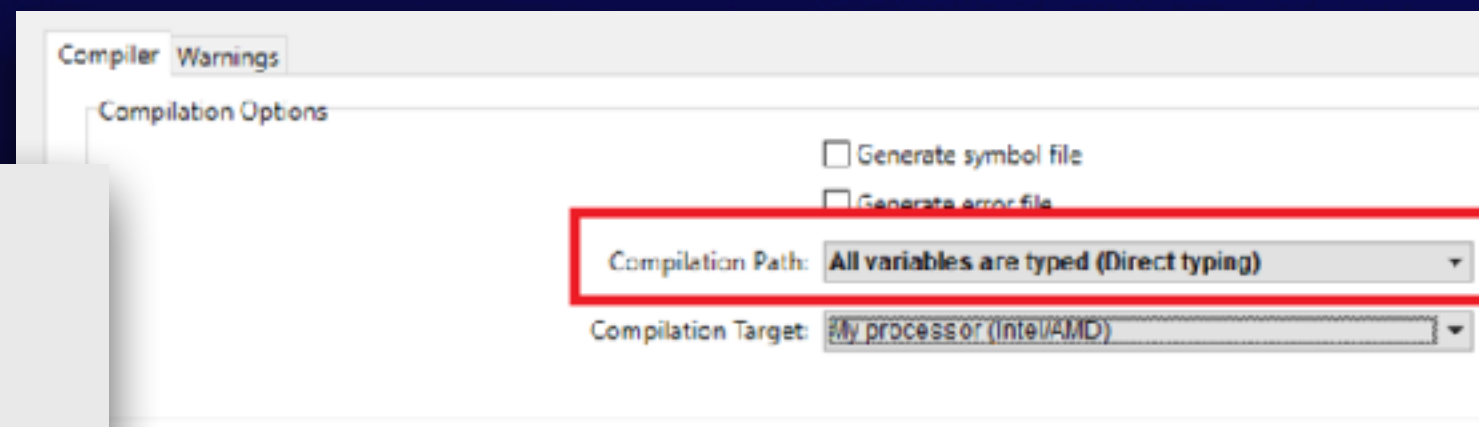 Compiler Warnings
Compilation Options
Generate symbol file
Generate error file
Compilation Path: All variables are typed (Direct typing)
Compilation Target: My processor (Intel/AMD)